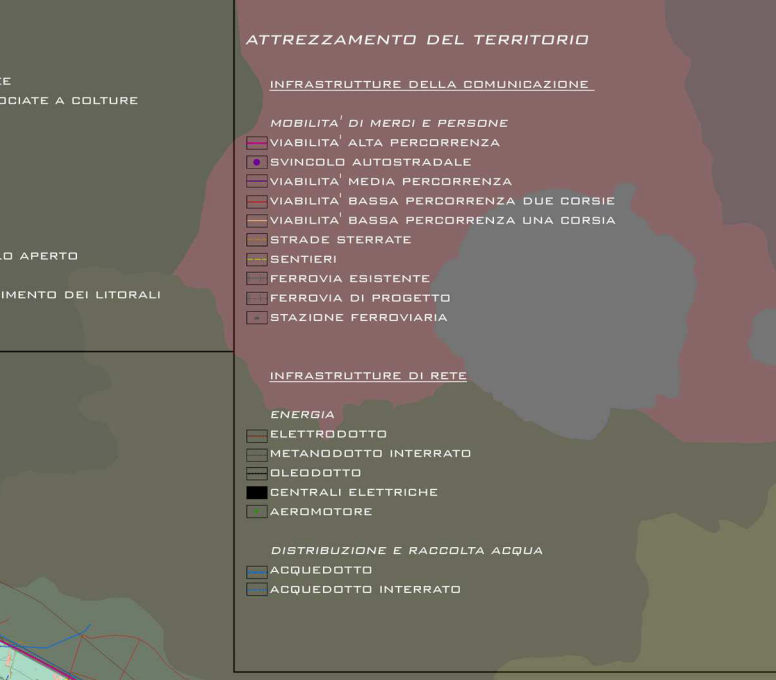 OCIATE A COLTURE
LO APERTO
IMENTO DEI LITORALI
ATTREZZAMENTO DEL TERRITORIO
INFRASTRUTTURE DELLA COMUNICAZIONE
MOBILITA' DI MERCI E PERSONE
VIABILITA' ALTA PERCORRENZA
SVINCOLO AUTOSTRADALE
VIABILITA' MEDIA PERCORRENZA
VIABILITA' BASSA PERCORRENZA DUE CORSIE
VIABILITA' BASSA PERCORRENZA UNA CORSIA
STRADE STERRATE
SENTIERI
FERROVIA ESISTENTE
FERROVIA DI PROGETTO
STAZIONE FERROVIARIA
INFRASTRUTTURE DI RETE
ENERGIA
ELETTRODOTTO
METANODOTTO INTERRATO
OLEODOTTO
CENTRALI ELETTRICHE
AEROMOTORE
DISTRIBUZIONE E RACCOLTA ACQUA
ACQUEDOTTO
ACQUEDOTTO INTERRATO